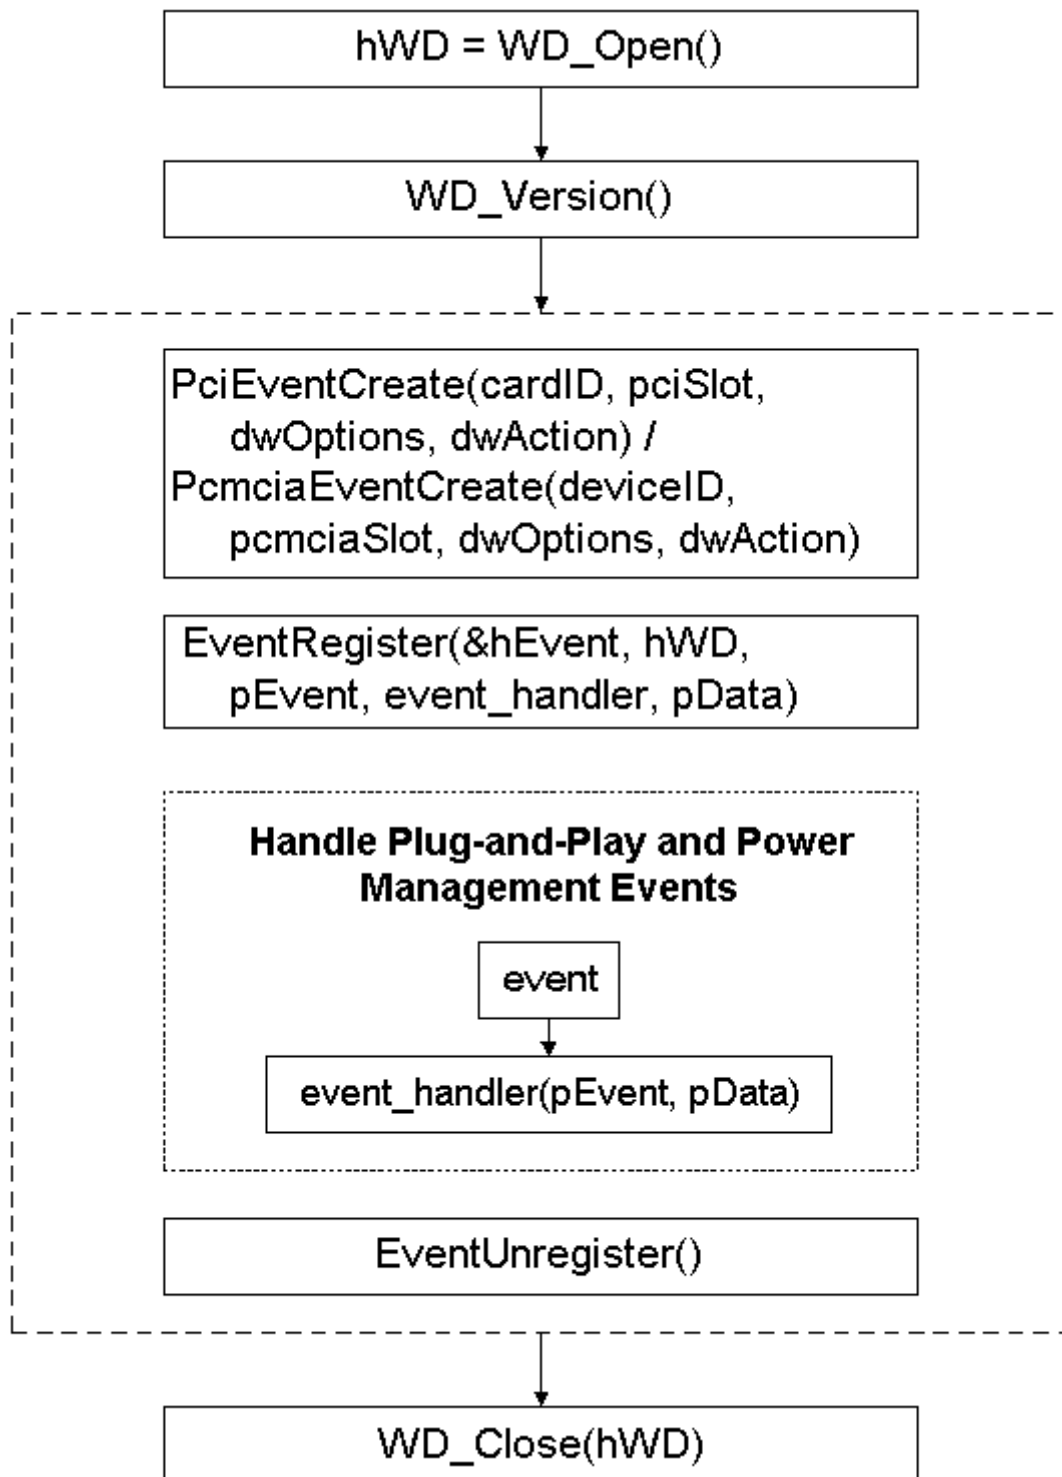 hWD = WD_Open()
WD_Version()
PciEventCreate(cardID, pciSlot,
dwOptions, dwAction) /
PcmciaEventCreate(deviceID,
pcmciaSlot, dwOptions, dwAction)
EventRegister(&hEvent, hWD,
pEvent, event_handler, pData)
Handle Plug-and-Play and Power
Management Events
event
event_handler(pEvent, pData)
EventUnregister()
WD_Close(hWD)